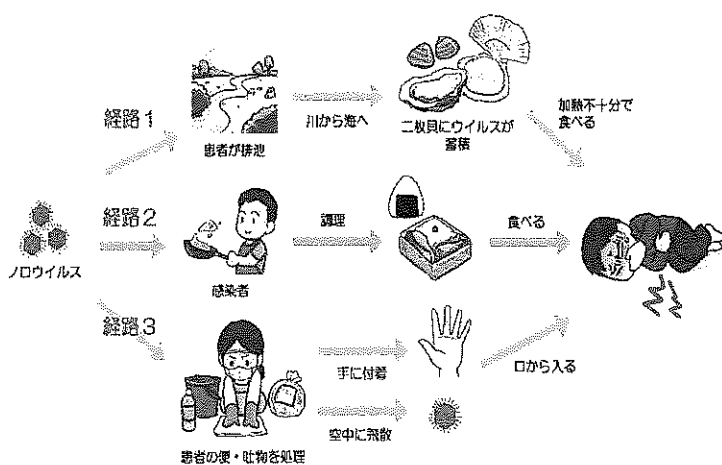 経路1
患者が排泄
川から海へ
二枚貝にウイルスが
蓄積
加熱不十分で
食べる
ノロウイルス
経路2
感染者
調理
食べる
経路3
患者の便・吐物を処理
手に付着
空中に飛散
口から入る